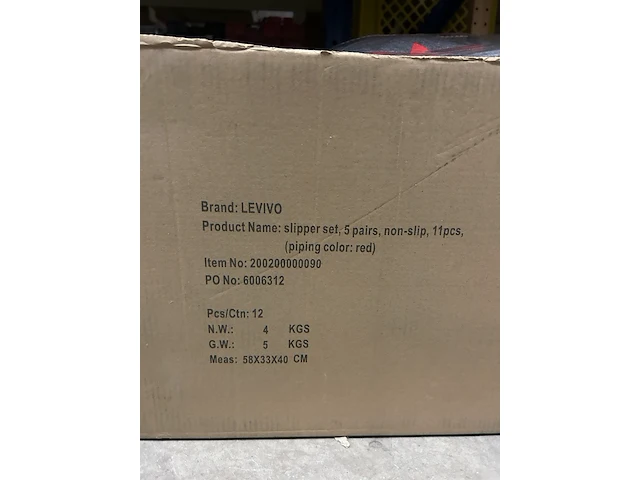 Brand: LEVIVO
Product Name: slipper set, 5 pairs, non-slip, 11pcs,
(piping color: red)
Item No: 200200000090
PO No: 6006312
Pcs/Ctn: 12
N.W.: 4 KGS
G.W.: 5 KGS
Meas: 58X33X40 CM